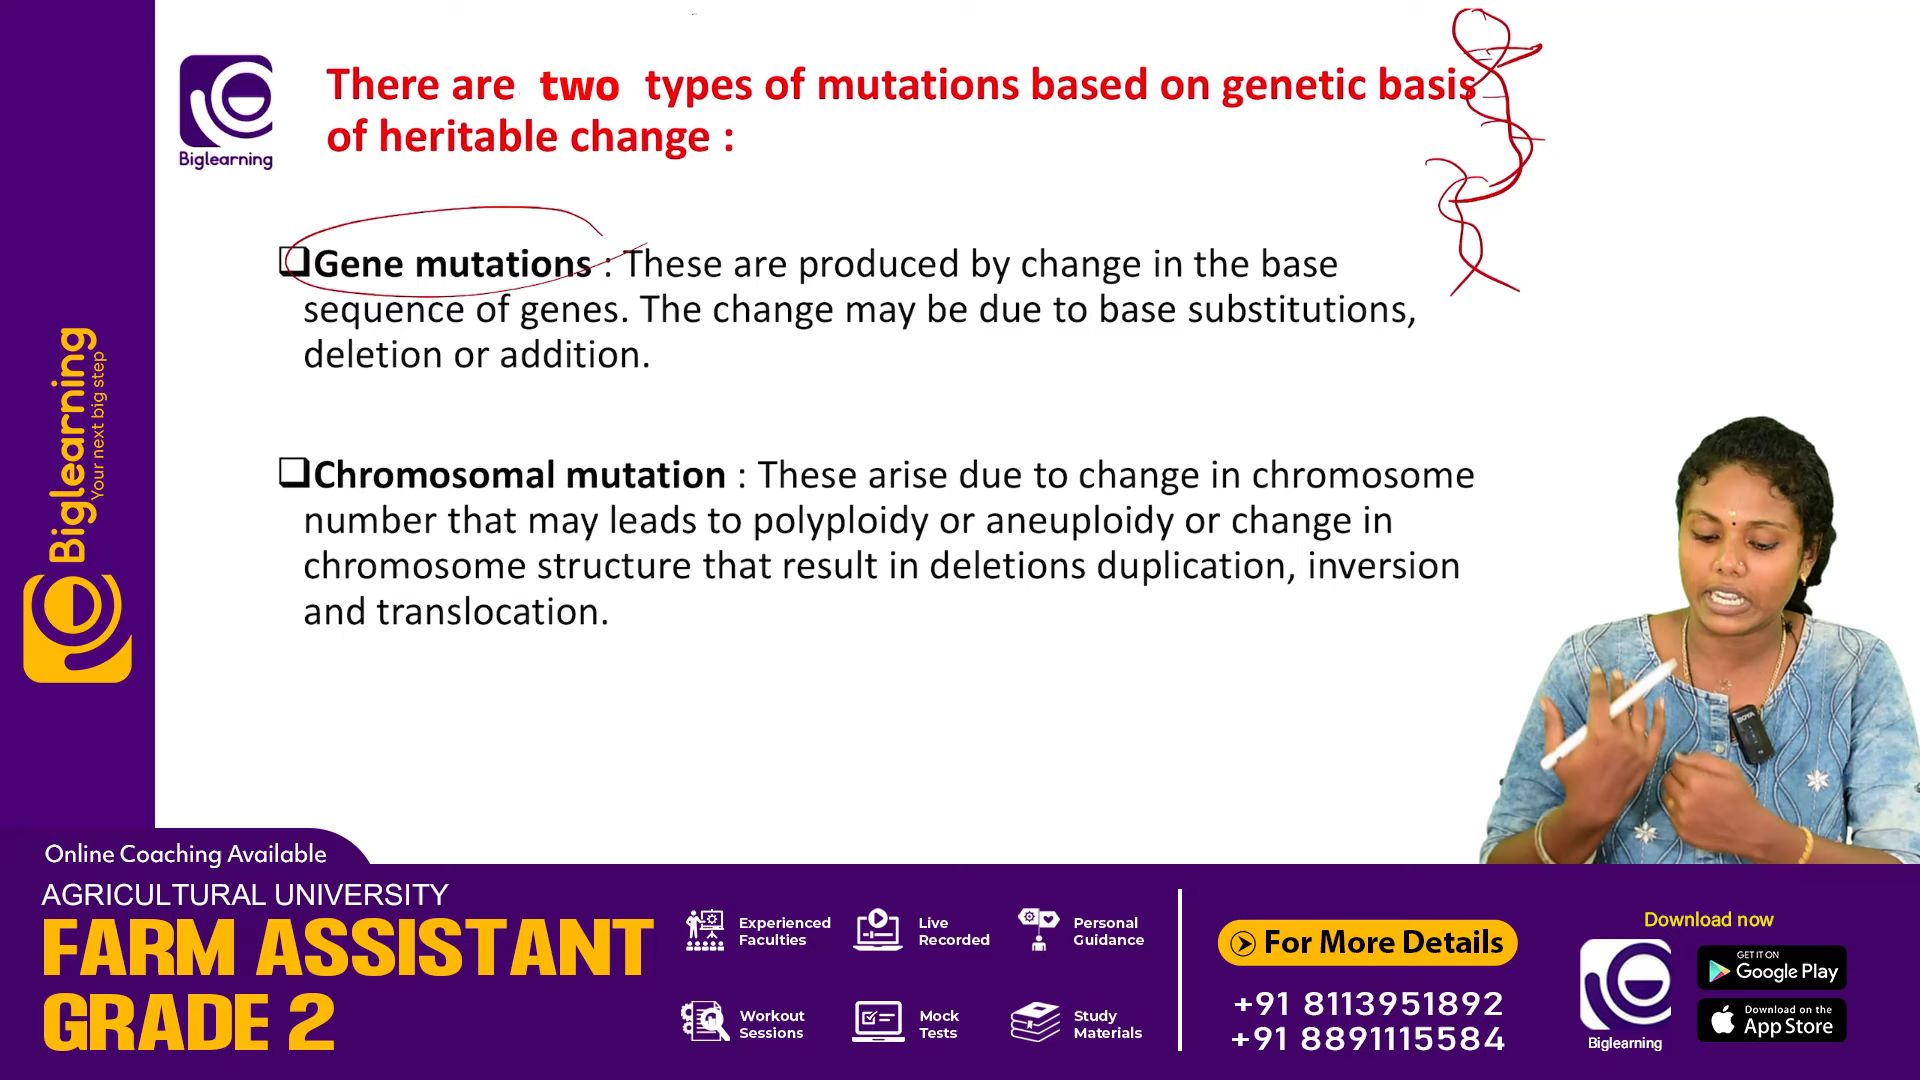 Biglearning
There are two types of mutations based on genetic basis
of heritable change :
Gene mutations : These are produced by change in the base
sequence of genes. The change may be due to base substitutions,
deletion or addition.
Chromosomal mutation : These arise due to change in chromosome
number that may leads to polyploidy or aneuploidy or change in
chromosome structure that result in deletions duplication, inversion
and translocation.
Biglearning
Your next big step
BOYA
Online Coaching Available
AGRICULTURAL UNIVERSITY
FARM ASSISTANT
GRADE 2
Experienced
Faculties
Live
Recorded
Personal
Guidance
Workout
Sessions
Mock
Tests
Study
Materials
For More Details
+91 8113951892
+91 8891115584
Download now
Biglearning
GET IT ON
Google Play
Download on the
App Store